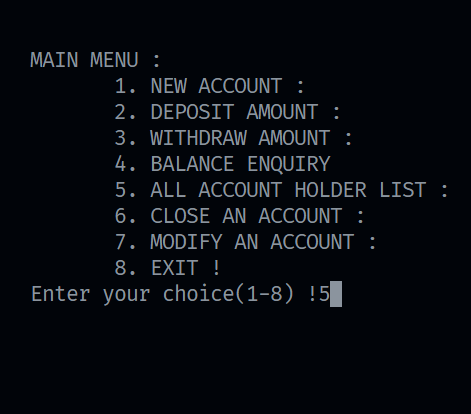 MAIN MENU :
1. NEW ACCOUNT :
2. DEPOSIT AMOUNT :
3. WITHDRAW AMOUNT :
4. BALANCE ENQUIRY
5. ALL ACCOUNT HOLDER LIST :
6. CLOSE AN ACCOUNT :
7. MODIFY AN ACCOUNT :
8. EXIT !
Enter your choice(1-8) !5